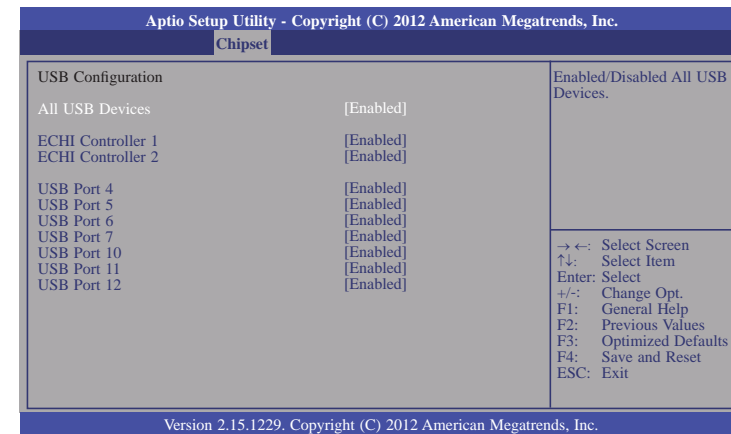 Aptio Setup Utility - Copyright (C) 2012 American Megatrends, Inc.
Chipset
USB Configuration
All USB Devices [Enabled]
ECHI Controller 1 [Enabled]
ECHI Controller 2 [Enabled]
USB Port 4 [Enabled]
USB Port 5 [Enabled]
USB Port 6 [Enabled]
USB Port 7 [Enabled]
USB Port 10 [Enabled]
USB Port 11 [Enabled]
USB Port 12 [Enabled]
Enabled/Disabled All USB
Devices.
→ ←: Select Screen
↑↓: Select Item
Enter: Select
+/-: Change Opt.
F1: General Help
F2: Previous Values
F3: Optimized Defaults
F4: Save and Reset
ESC: Exit
Version 2.15.1229. Copyright (C) 2012 American Megatrends, Inc.